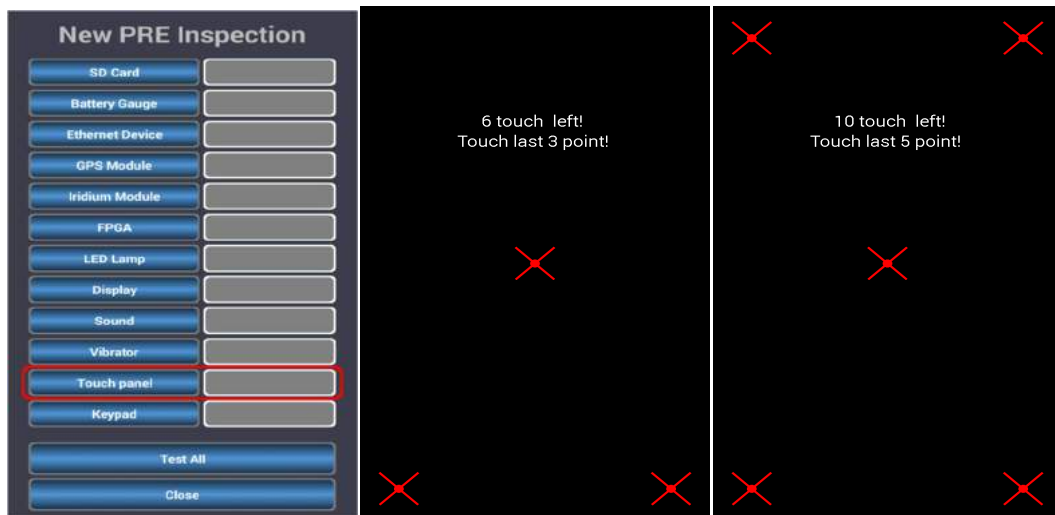 New PRE Inspection
SD Card
Battery Gauge
Ethernet Device
GPS Module
Iridium Module
FPGA
LED Lamp
Display
Sound
Vibrator
Touch panel
Keypad
Test All
Close
6 touch  left!
Touch last 3 point!
10 touch  left!
Touch last 5 point!